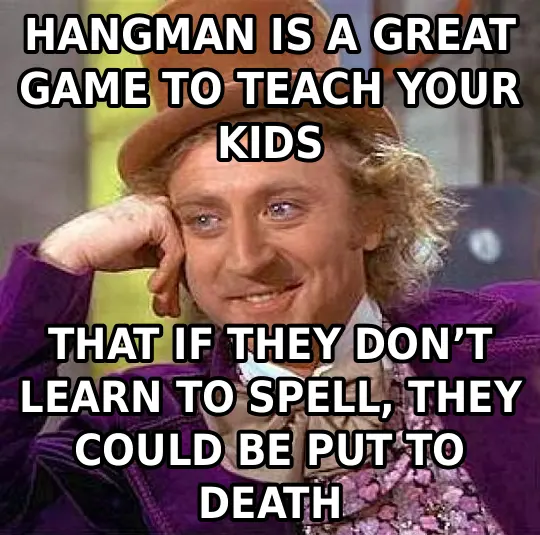 HANGMAN IS A GREAT
GAME TO TEACH YOUR
KIDS
THAT IF THEY DON’T
LEARN TO SPELL, THEY
COULD BE PUT TO
DEATH